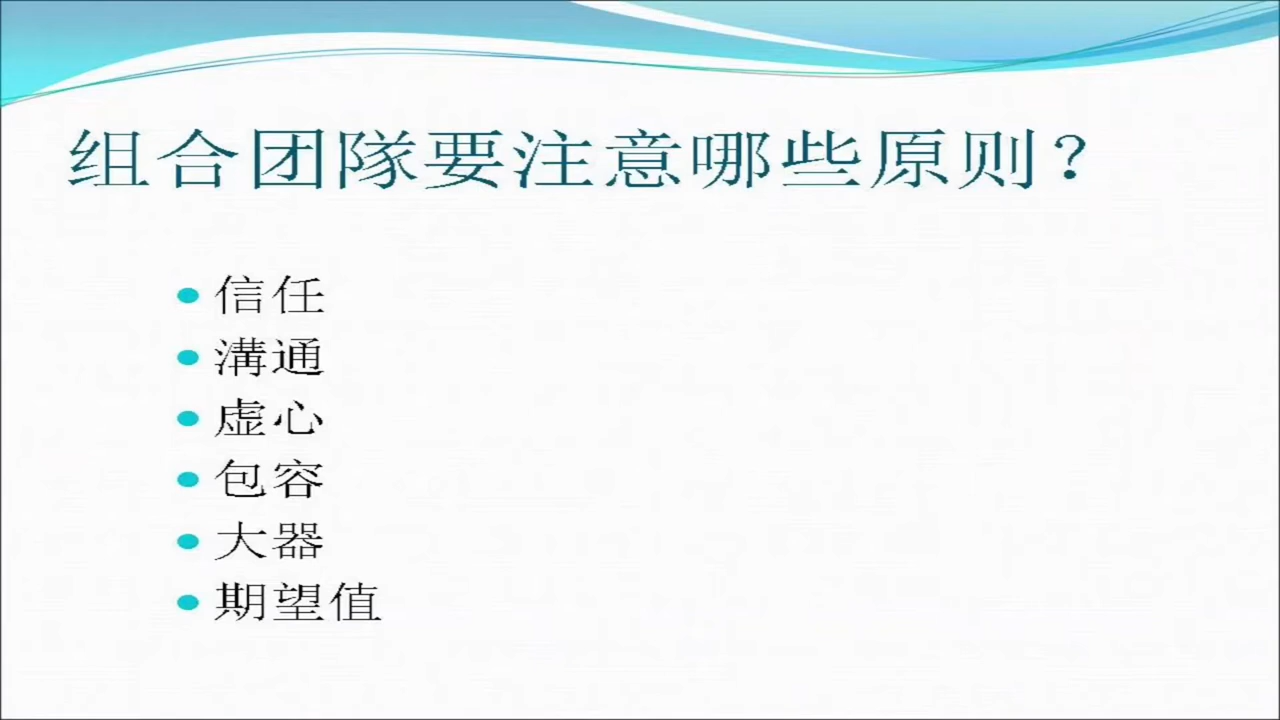 组合团隊要注意哪些原则?
信任
溝通
虚心
包容
大器
期望值